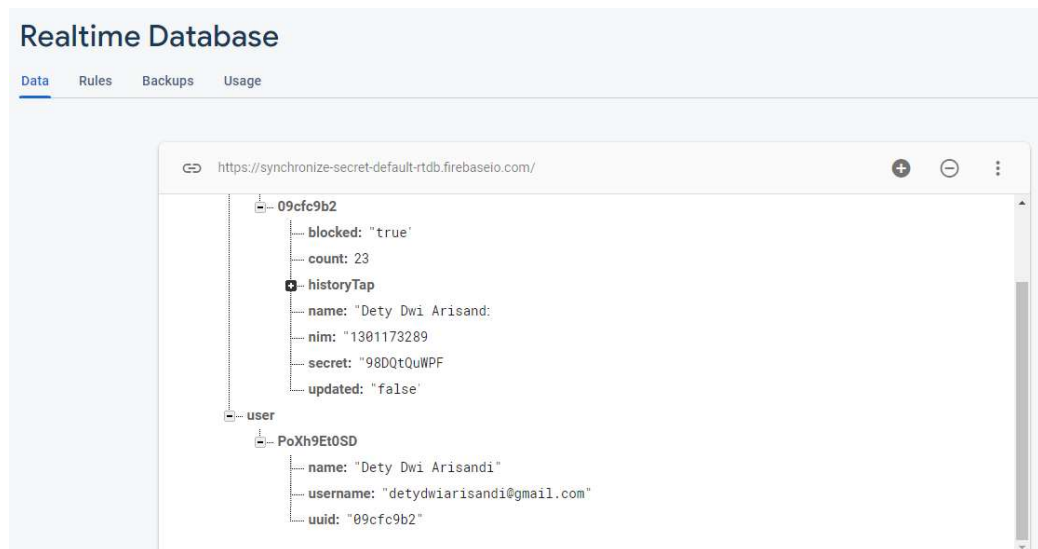 Realtime Database
Data Rules Backups Usage
https://synchronize-secret-default-rtdb.firebaseio.com/
09cfc9b2
blocked: "true'
count: 23
historyTap
name: "Dety Dwi Arisand:
nim: "1301173289
secret: "98DQtQuWPF
updated: "false'
user
PoXh9Et0SD
name: "Dety Dwi Arisandi"
username: "detydwiarisandi@gmail.com"
uuid: "09cfc9b2"